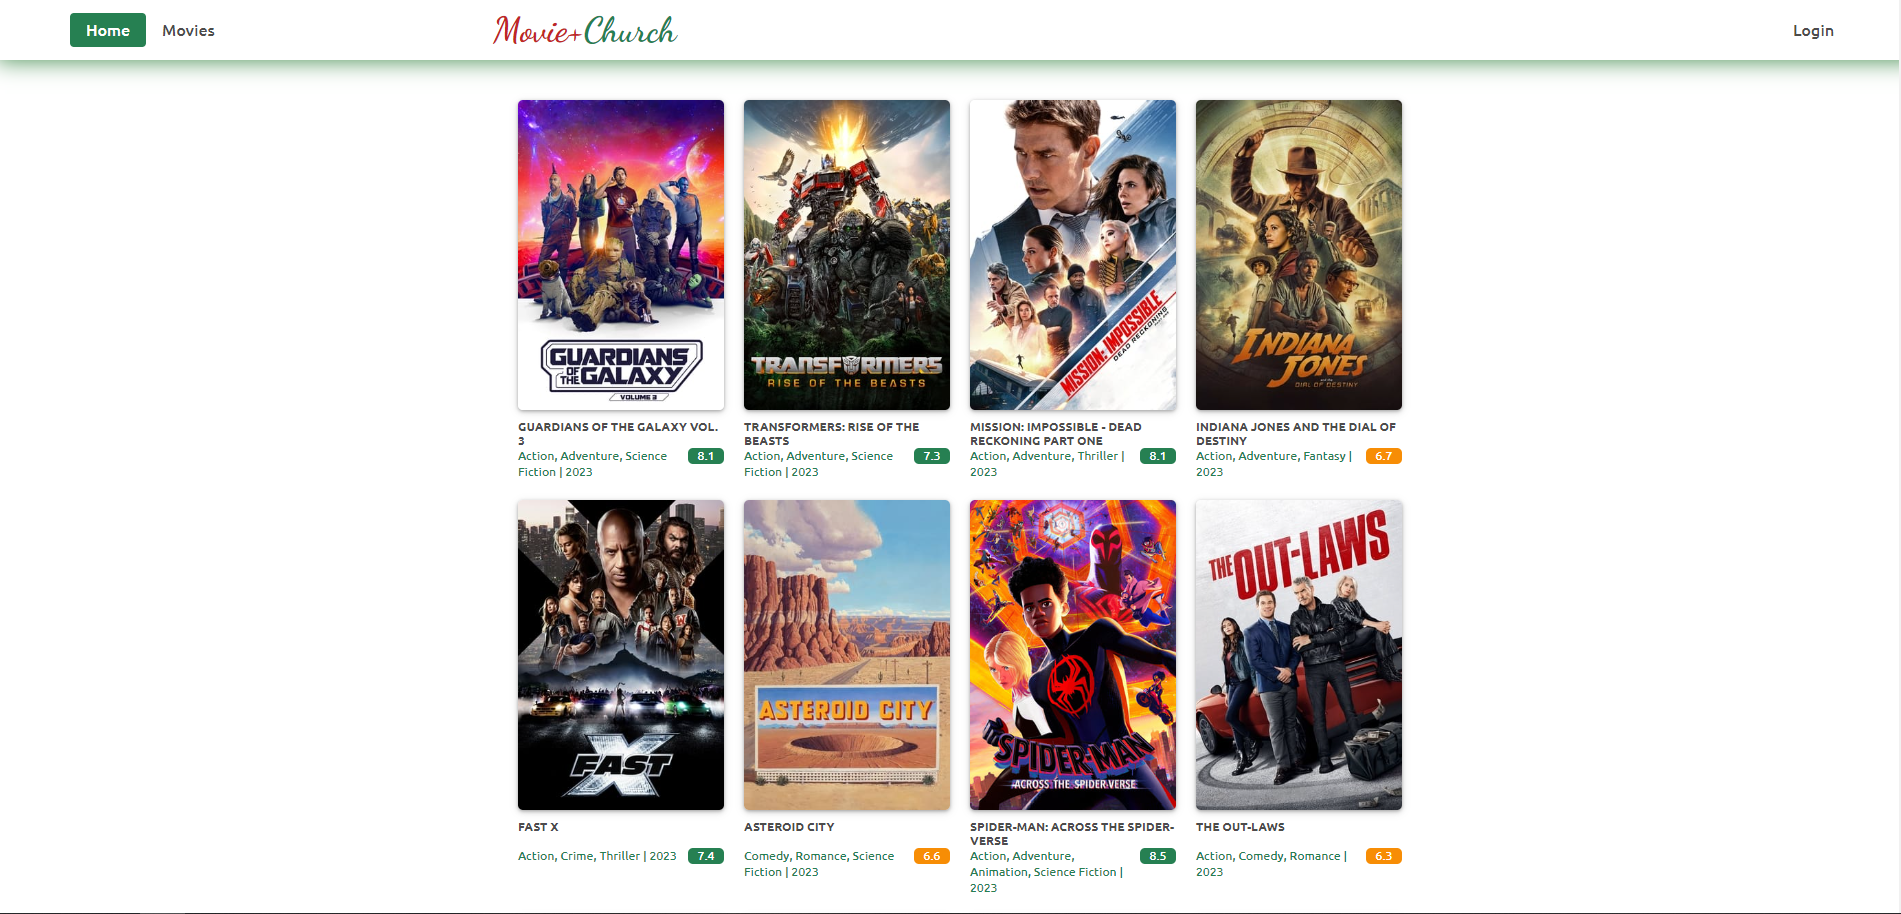 Home
Movies
Movie+Church
Login
GUARDIANS
OF THE GALAXY
VOLUME 3
TRANSFORMERS
RISE OF THE BEASTS
MISSION: IMPOSSIBLE
DEAD RECKONING
INDIANA
JONES
AND THE
DIAL OF DESTINY
GUARDIANS OF THE GALAXY VOL.
3
Action, Adventure, Science
Fiction | 2023
8.1
TRANSFORMERS: RISE OF THE
BEASTS
Action, Adventure, Science
Fiction | 2023
7.3
MISSION: IMPOSSIBLE - DEAD
RECKONING PART ONE
Action, Adventure, Thriller |
2023
8.1
INDIANA JONES AND THE DIAL OF
DESTINY
Action, Adventure, Fantasy |
2023
6.7
FAST X
ASTEROID CITY
SPIDER-MAN
ACROSS THE SPIDER-VERSE
THE OUT-LAWS
FAST X
Action, Crime, Thriller | 2023
7.4
ASTEROID CITY
Comedy, Romance, Science
Fiction | 2023
6.6
SPIDER-MAN: ACROSS THE SPIDER-
VERSE
Action, Adventure,
Animation, Science Fiction |
2023
8.5
THE OUT-LAWS
Action, Comedy, Romance |
2023
6.3